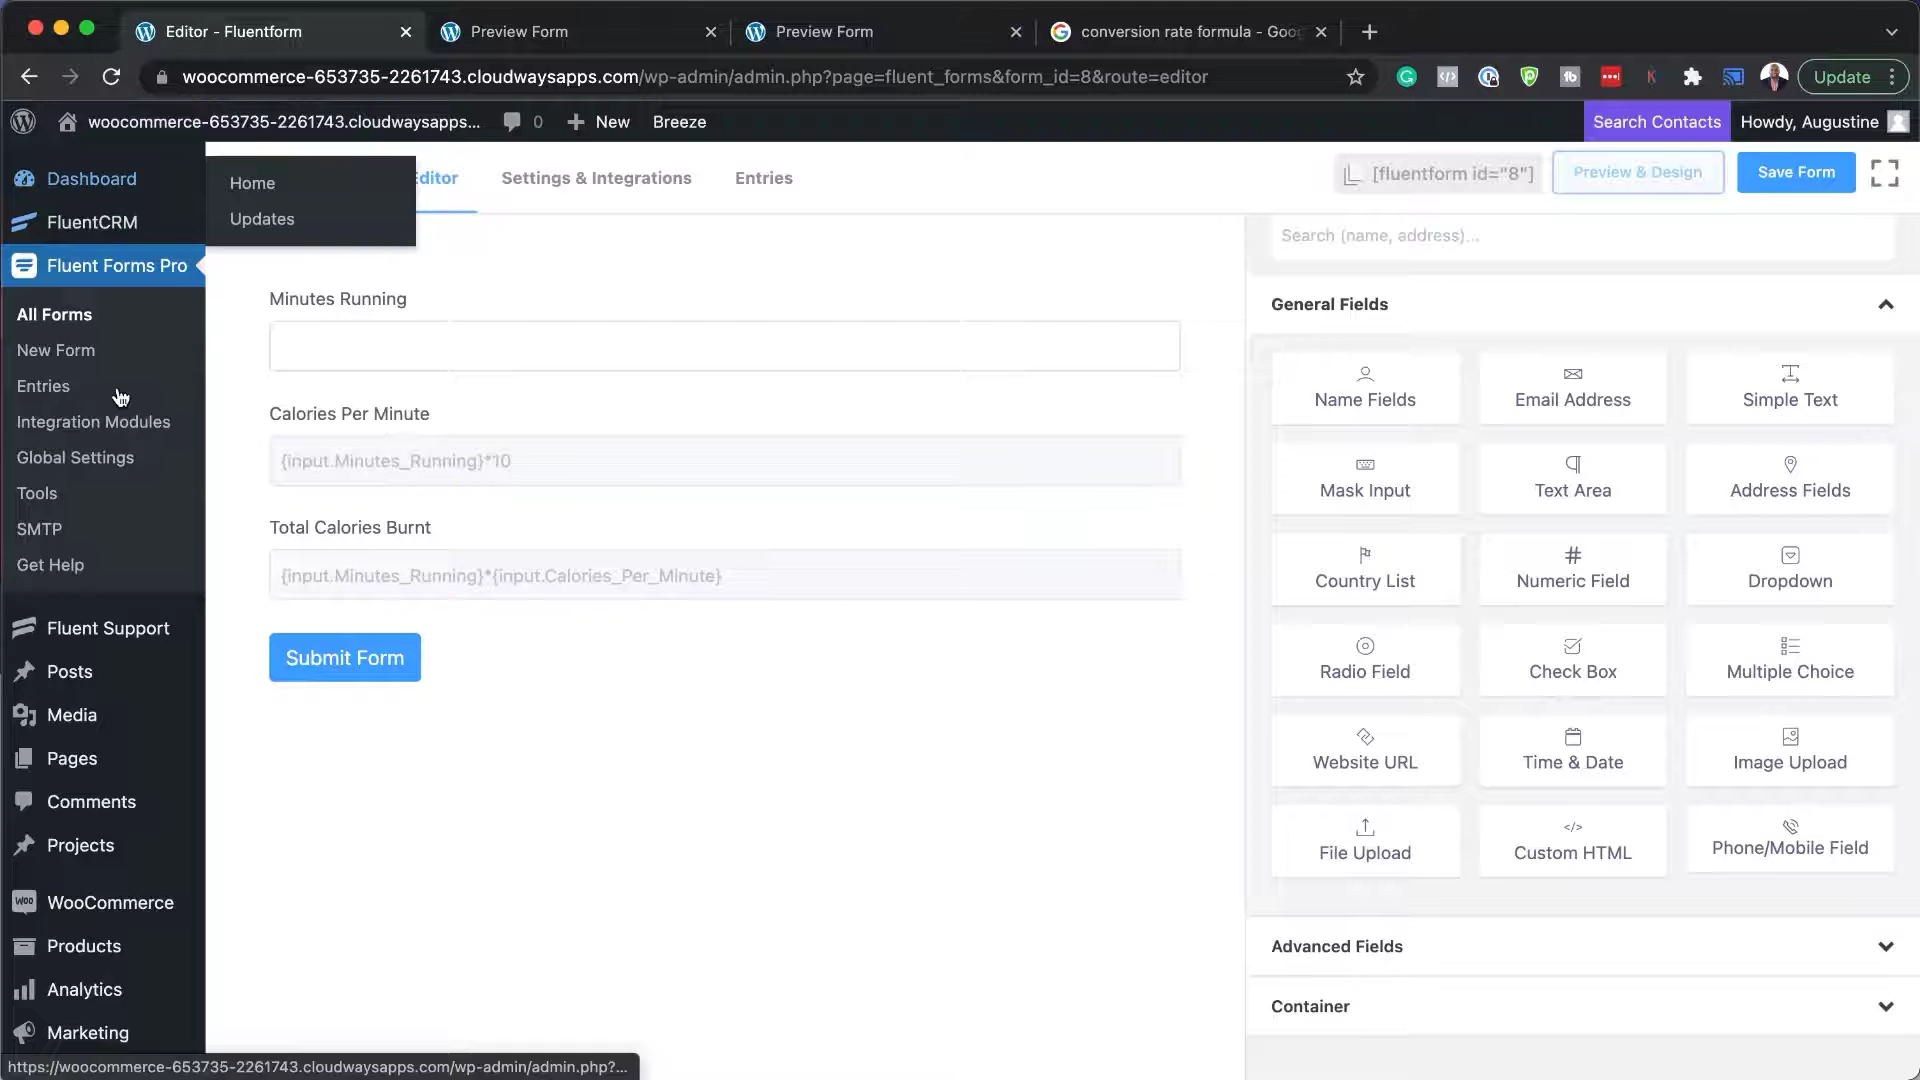 Editor - Fluentform
Preview Form
Preview Form
conversion rate formula - Goog
woocommerce-653735-2261743.cloudwaysapps.com/wp-admin/admin.php?page=fluent_forms&form_id=8&route=editor
Update
woocommerce-653735-2261743.cloudwaysapps...
0
New
Breeze
Search Contacts
Howdy, Augustine
Dashboard
FluentCRM
Fluent Forms Pro
All Forms
New Form
Entries
Integration Modules
Global Settings
Tools
SMTP
Get Help
Fluent Support
Posts
Media
Pages
Comments
Projects
WooCommerce
Products
Analytics
Marketing
Home
Updates
Editor
Settings & Integrations
Entries
[fluentform id="8"]
Preview & Design
Save Form
Minutes Running
Calories Per Minute
{input.Minutes_Running}*10
Total Calories Burnt
{input.Minutes_Running}*{input.Calories_Per_Minute}
Submit Form
Search (name, address)...
General Fields
Name Fields
Email Address
Simple Text
Mask Input
Text Area
Address Fields
Country List
Numeric Field
Dropdown
Radio Field
Check Box
Multiple Choice
Website URL
Time & Date
Image Upload
File Upload
Custom HTML
Phone/Mobile Field
Advanced Fields
Container
https://woocommerce-653735-2261743.cloudwaysapps.com/wp-admin/admin.php?...